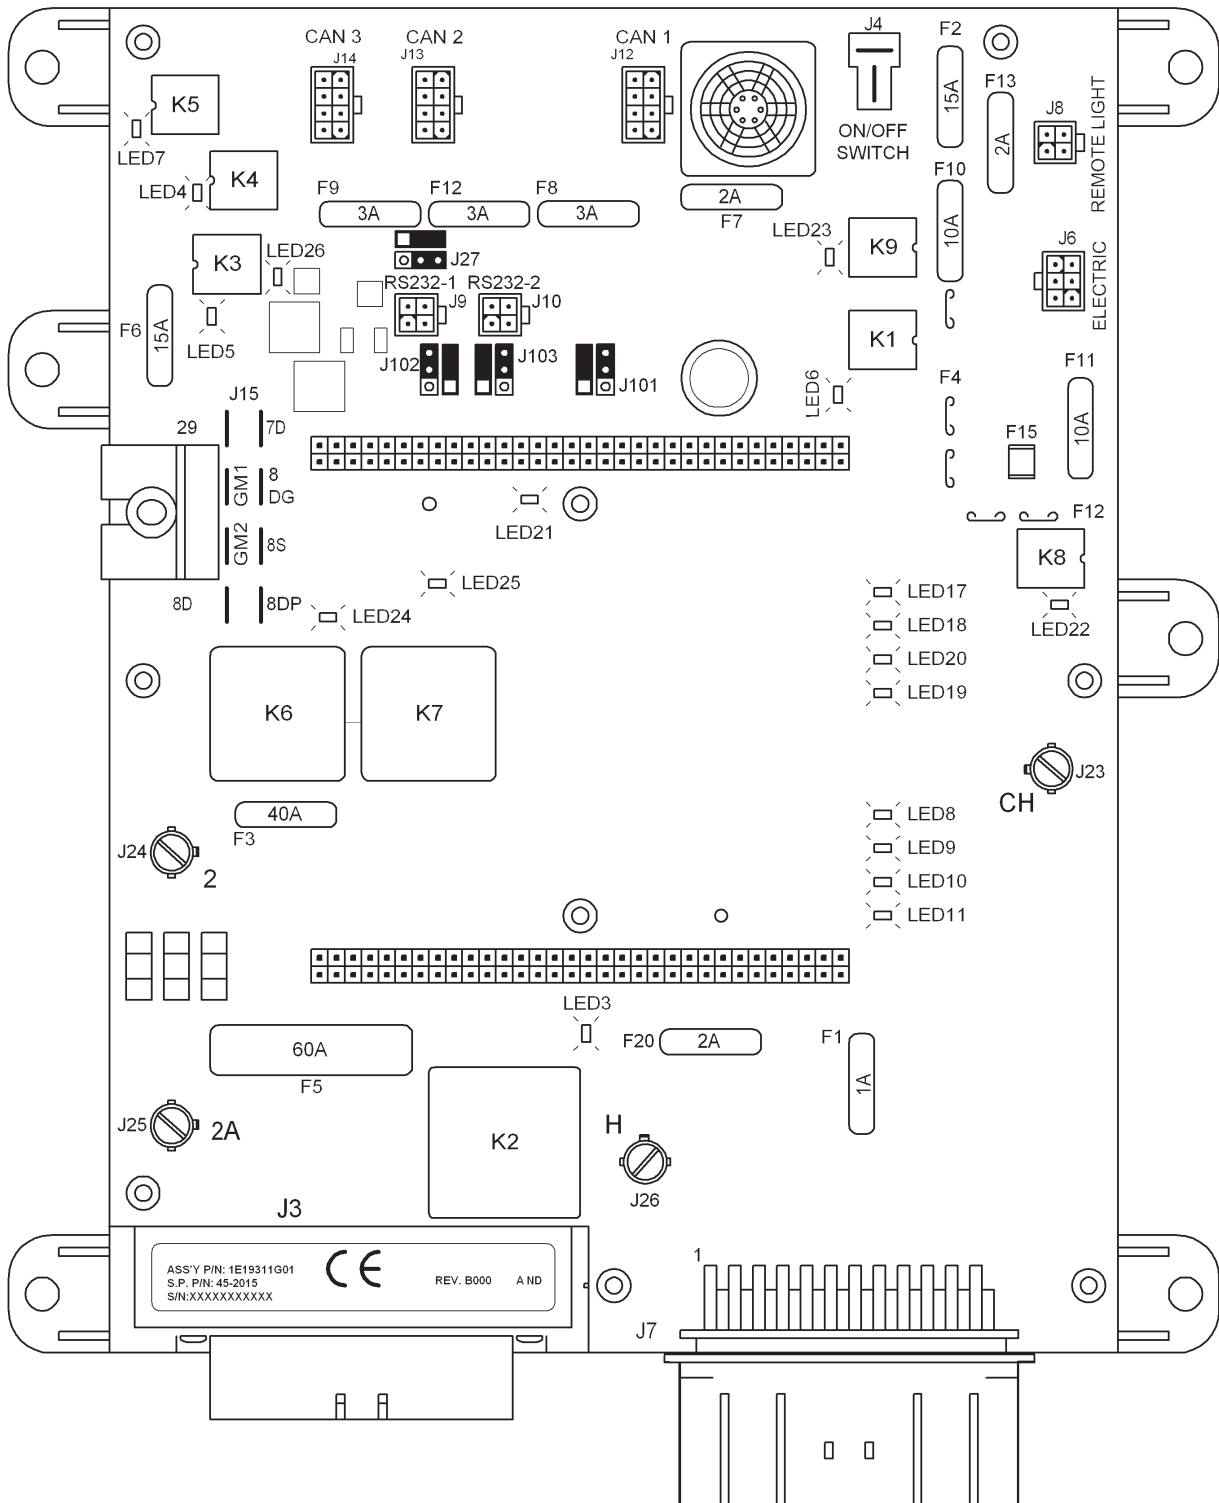 CAN 3
J14
CAN 2
J13
CAN 1
J12
J4
ON/OFF
SWITCH
F2
15A
F13
2A
J8
REMOTE LIGHT
K5
LED7
K4
LED4
F9
3A
F12
3A
F8
3A
2A
F7
F10
10A
LED23
K9
J6
ELECTRIC
K3
LED26
J27
RS232-1
J9
RS232-2
J10
F6
15A
LED5
J102
J103
J101
K1
LED6
F4
F11
10A
F15
J15
29
7D
GM1
8
DG
GM2
8S
8D
8DP
LED21
LED25
LED24
F12
K8
LED22
LED17
LED18
LED20
LED19
K6
K7
J23
CH
40A
F3
J24
2
LED8
LED9
LED10
LED11
LED3
60A
F5
F20
2A
F1
1A
J25
2A
K2
H
J26
J3
ASS'Y P/N: 1E19311G01
S.P. P/N: 45-2015
S/N:XXXXXXXXXXX
CE
REV. B000 A ND
1
J7